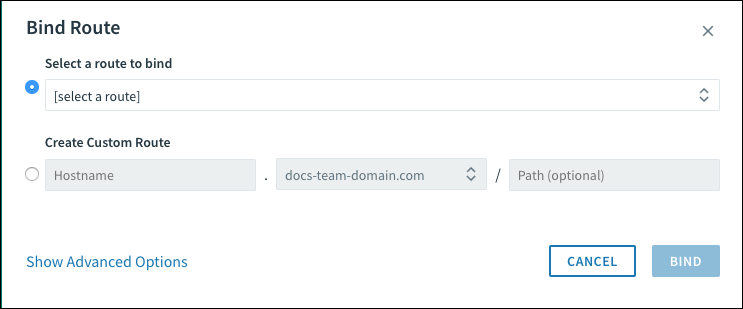 Bind Route
Select a route to bind
[select a route]
Create Custom Route
Hostname . docs-team-domain.com / Path (optional)
Show Advanced Options CANCEL BIND